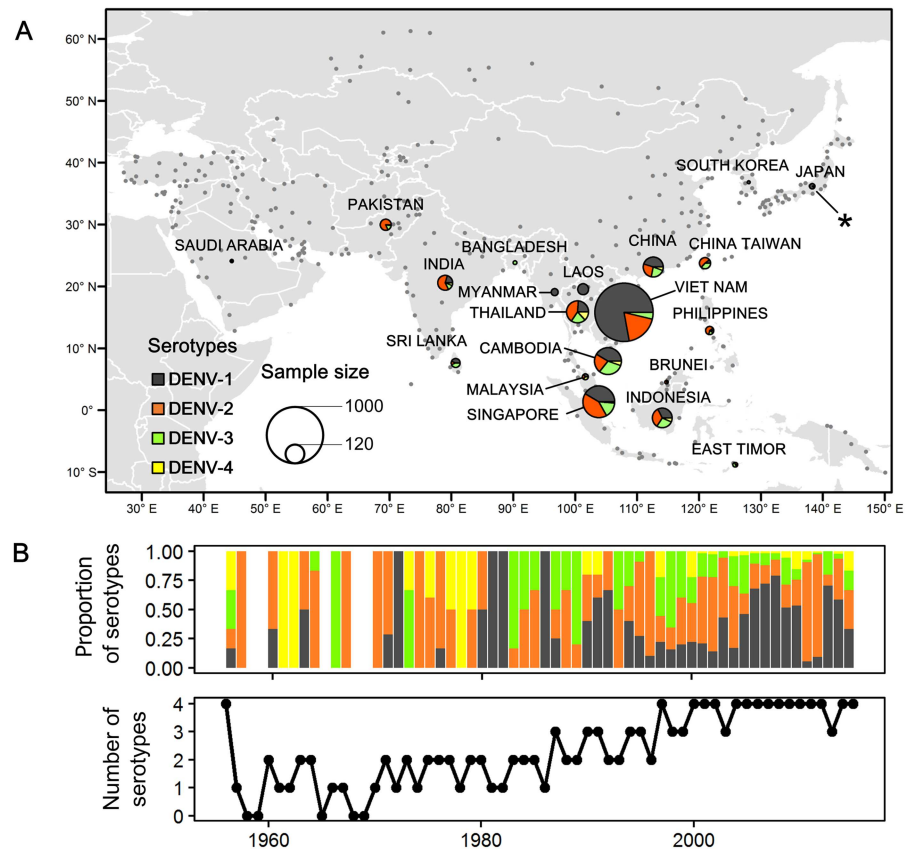 A
60° N
50° N
40° N
30° N
20° N
10° N
0°
10° S
SOUTH KOREA
JAPAN
*
PAKISTAN
SAUDI ARABIA
BANGLADESH
CHINA
CHINA TAIWAN
INDIA
LAOS
MYANMAR
VIET NAM
THAILAND
PHILIPPINES
SRI LANKA
CAMBODIA
BRUNEI
MALAYSIA
INDONESIA
SINGAPORE
EAST TIMOR
Serotypes
DENV-1
DENV-2
DENV-3
DENV-4
Sample size
1000
120
30° E
40° E
50° E
60° E
70° E
80° E
90° E
100° E
110° E
120° E
130° E
140° E
150° E
B
Proportion
of serotypes
1.00
0.75
0.50
0.25
0.00
Number of
serotypes
4
3
2
1
0
1960
1980
2000